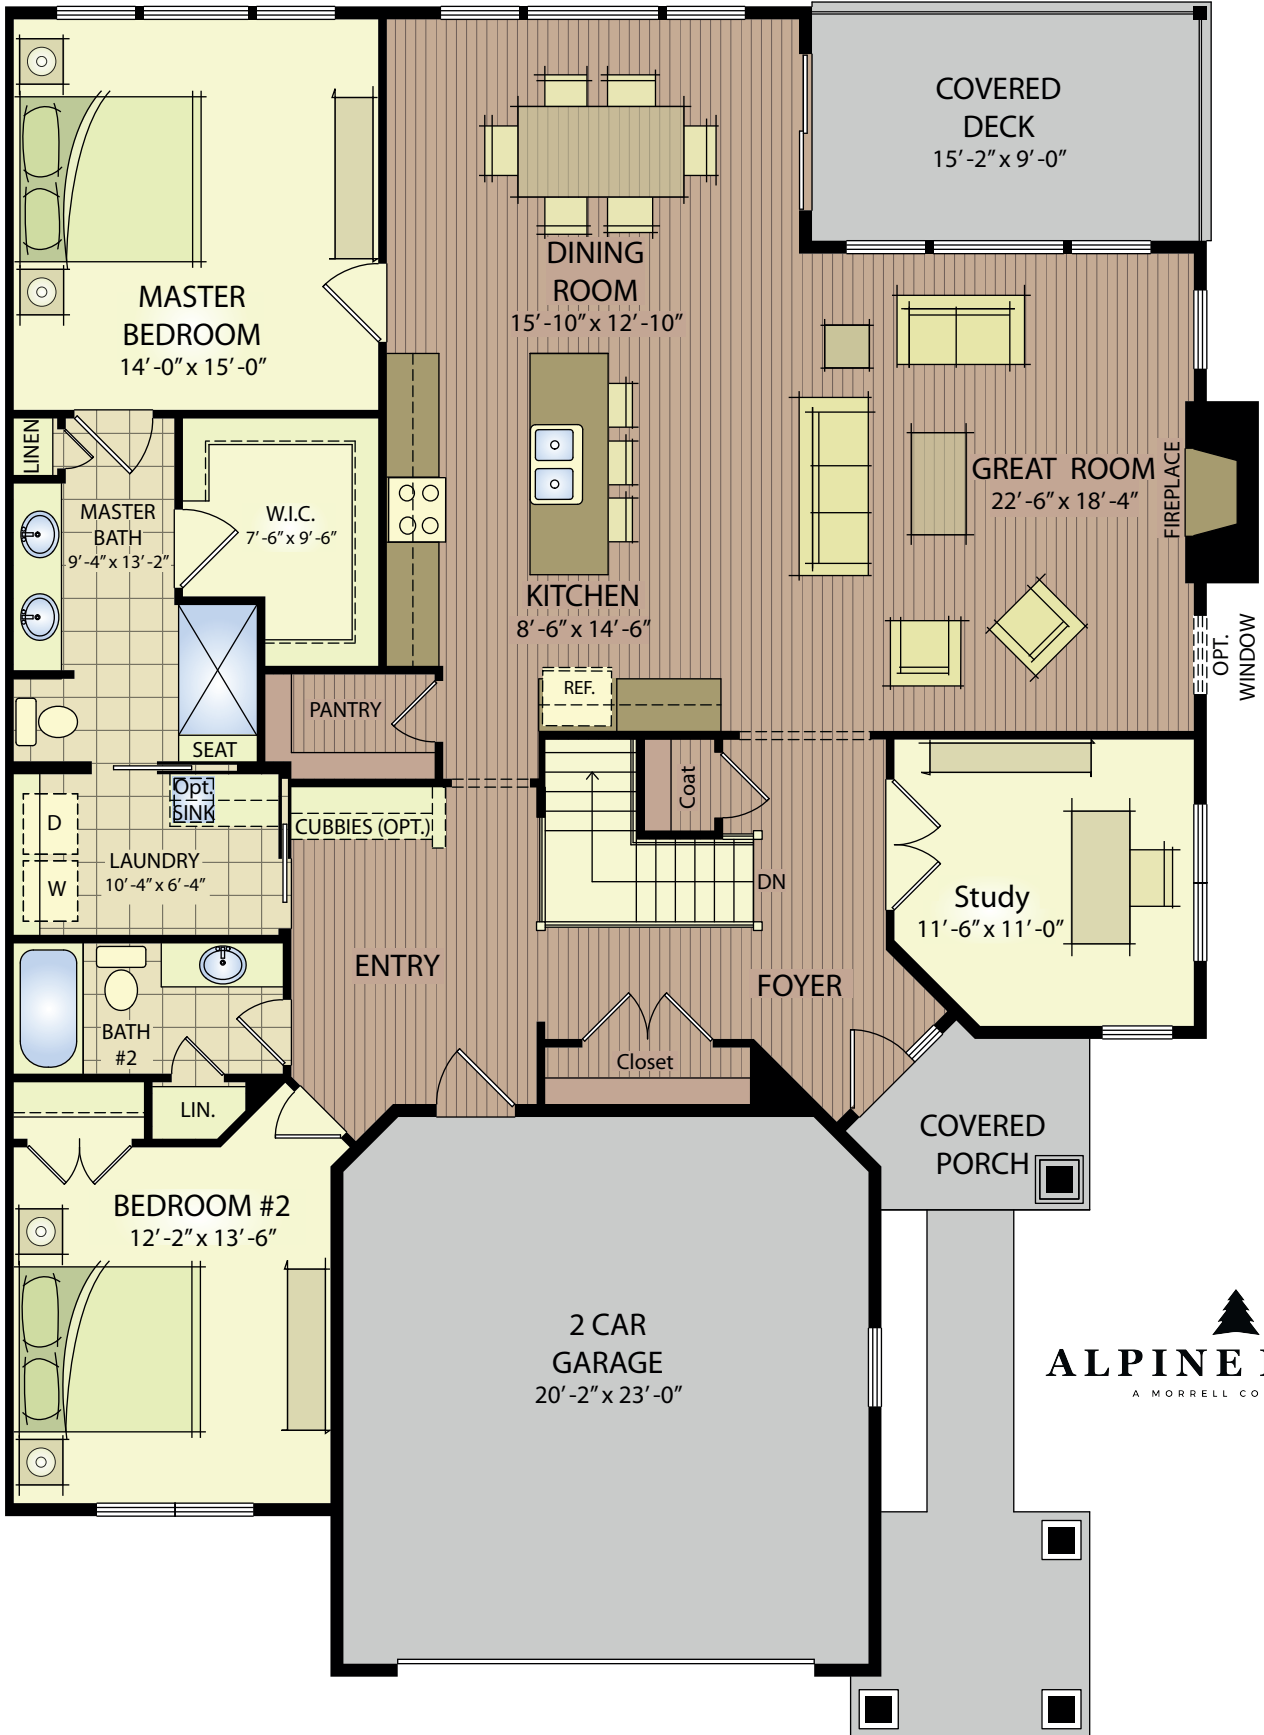 COVERED
DECK
15'-2" x 9'-0"
DINING
ROOM
15'-10" x 12'-10"
MASTER
BEDROOM
14'-0" x 15'-0"
LINEN
MASTER
BATH
9'-4" x 13'-2"
W.I.C.
7'-6" x 9'-6"
GREAT ROOM
22'-6" x 18'-4"
FIREPLACE
KITCHEN
8'-6" x 14'-6"
OPT.
WINDOW
REF.
PANTRY
SEAT
Opt.
SINK
Coat
D
CUBBIES (OPT.)
LAUNDRY
10'-4" x 6'-4"
W
DN
Study
11'-6" x 11'-0"
ENTRY
FOYER
BATH
#2
Closet
LIN.
COVERED
PORCH
BEDROOM #2
12'-2" x 13'-6"
2 CAR
GARAGE
20'-2" x 23'-0"
ALPINE
A MORRELL CO